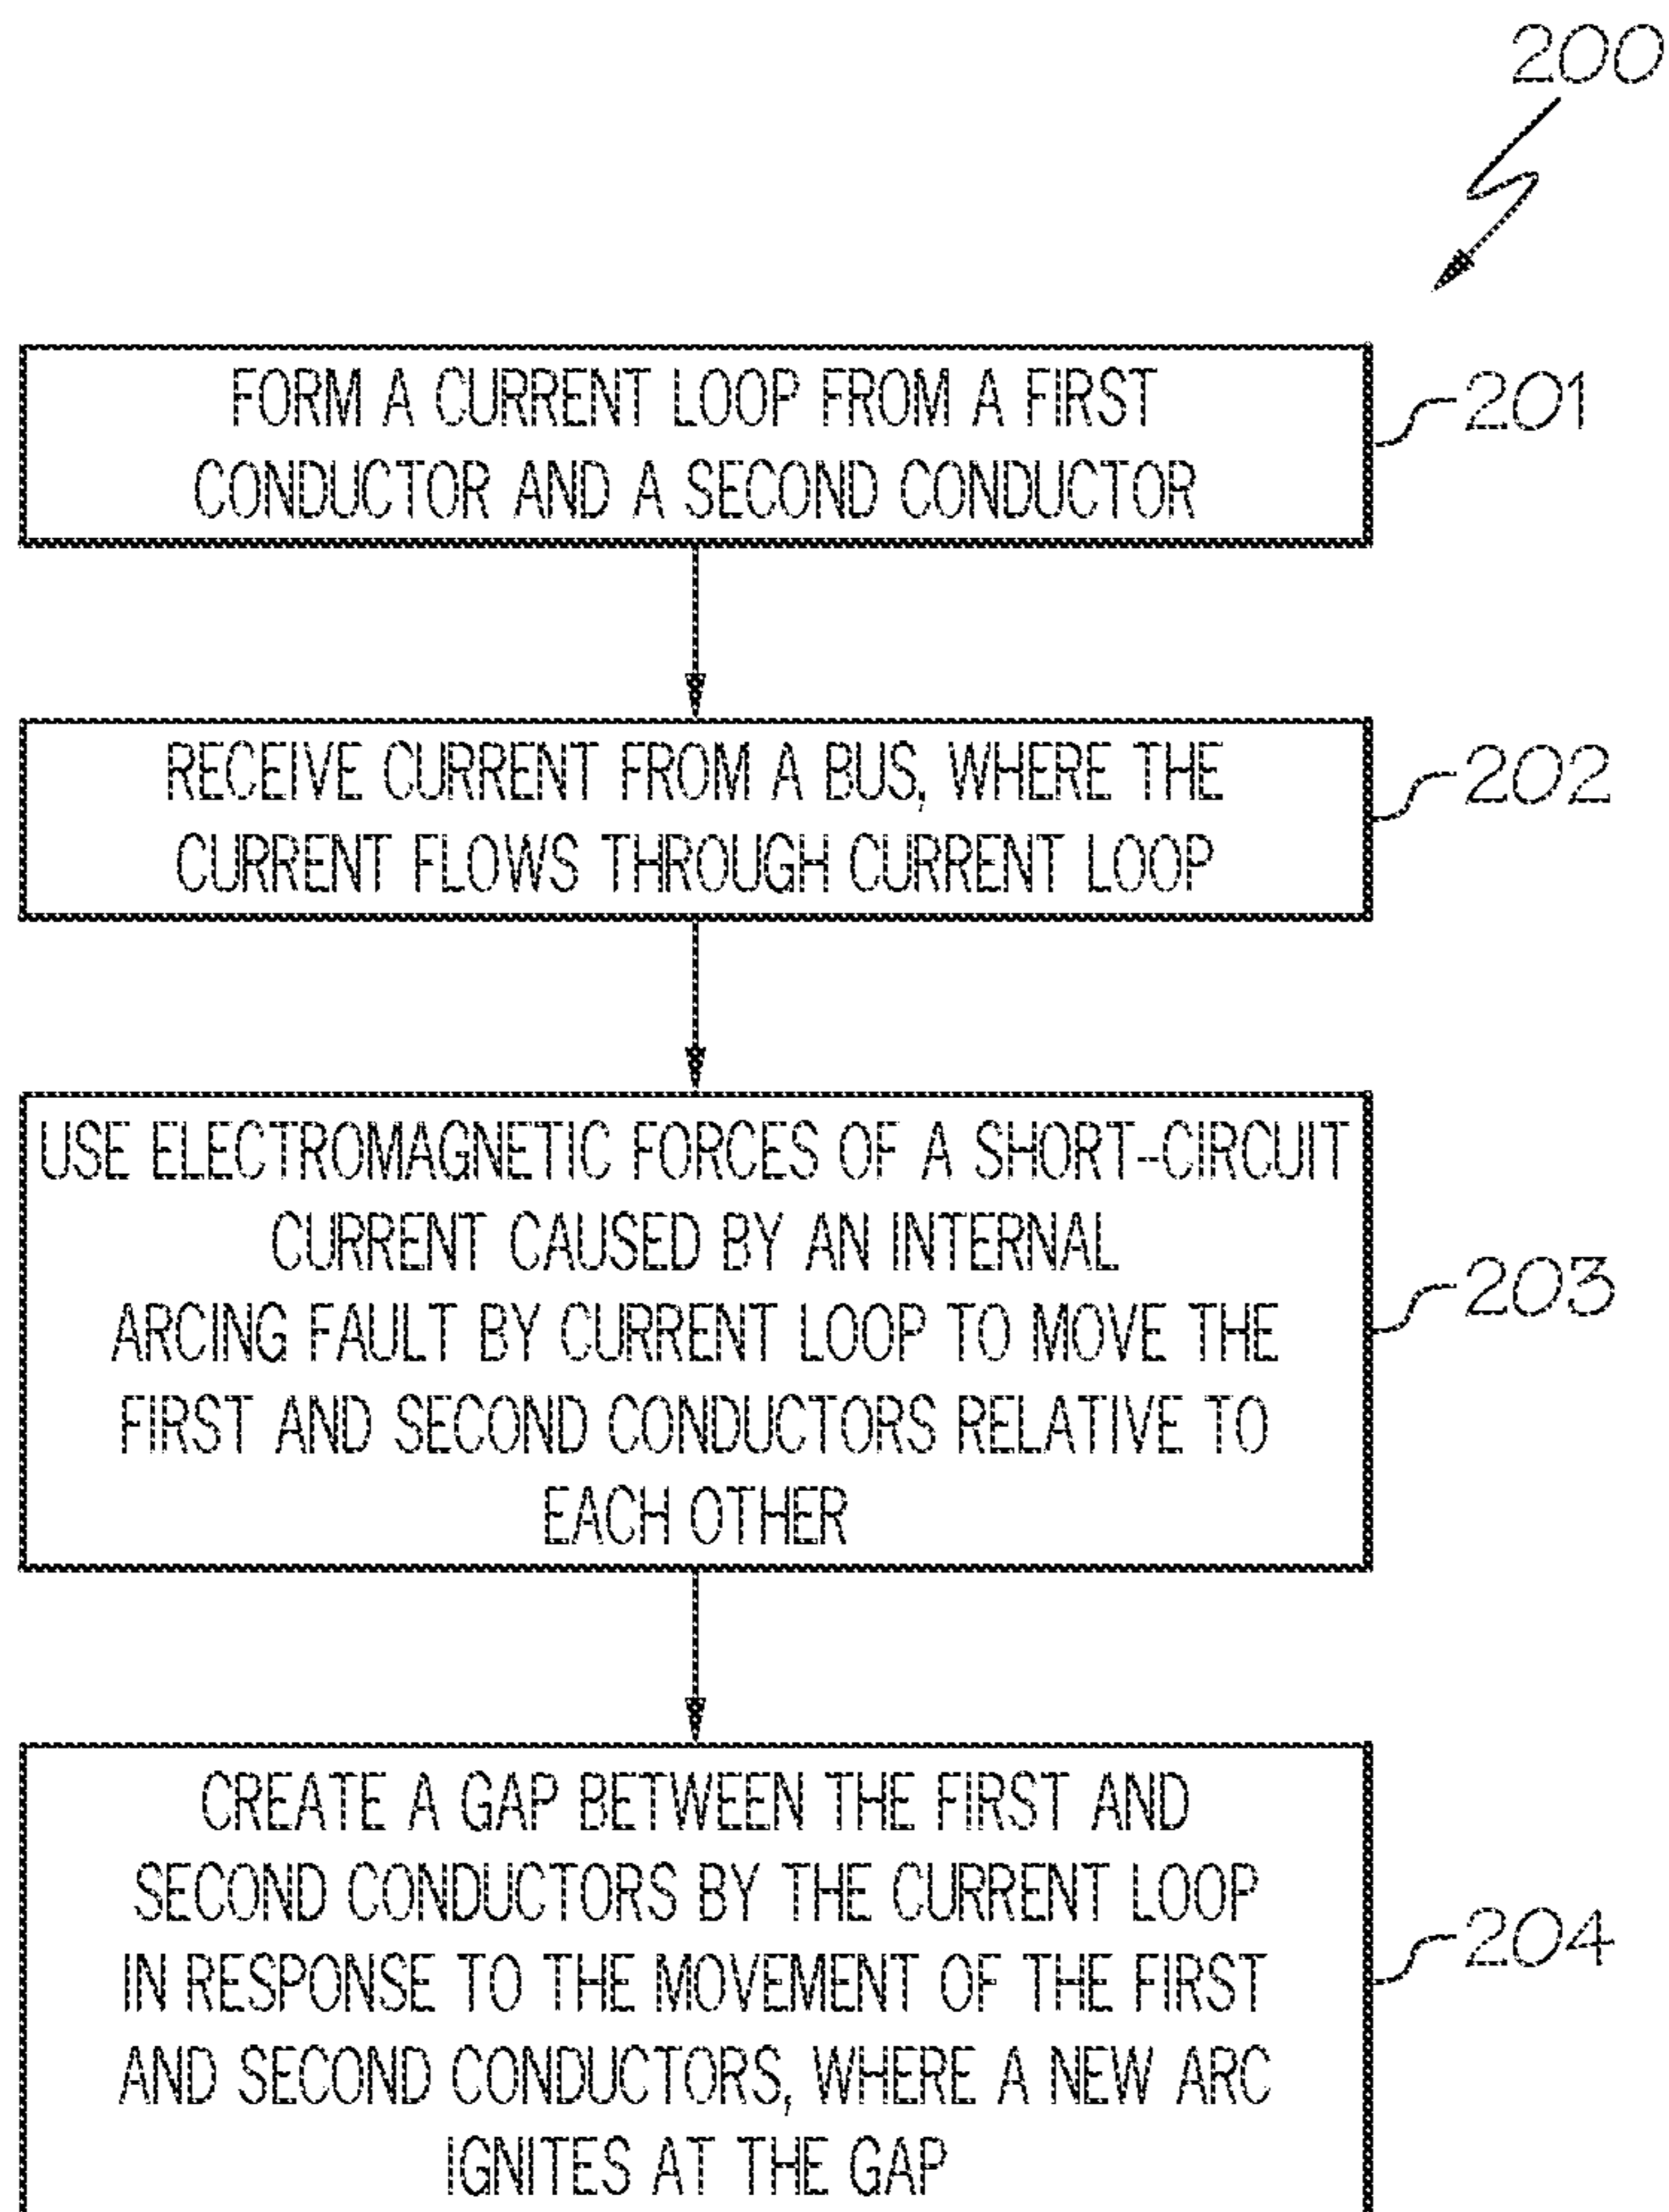 200
FORM A CURRENT LOOP FROM A FIRST
CONDUCTOR AND A SECOND CONDUCTOR
201
RECEIVE CURRENT FROM A BUS, WHERE THE
CURRENT FLOWS THROUGH CURRENT LOOP
202
USE ELECTROMAGNETIC FORCES OF A SHORT-CIRCUIT
CURRENT CAUSED BY AN INTERNAL
ARCING FAULT BY CURRENT LOOP TO MOVE THE
FIRST AND SECOND CONDUCTORS RELATIVE TO
EACH OTHER
203
CREATE A GAP BETWEEN THE FIRST AND
SECOND CONDUCTORS BY THE CURRENT LOOP
IN RESPONSE TO THE MOVEMENT OF THE FIRST
AND SECOND CONDUCTORS, WHERE A NEW ARC
IGNITES AT THE GAP
204